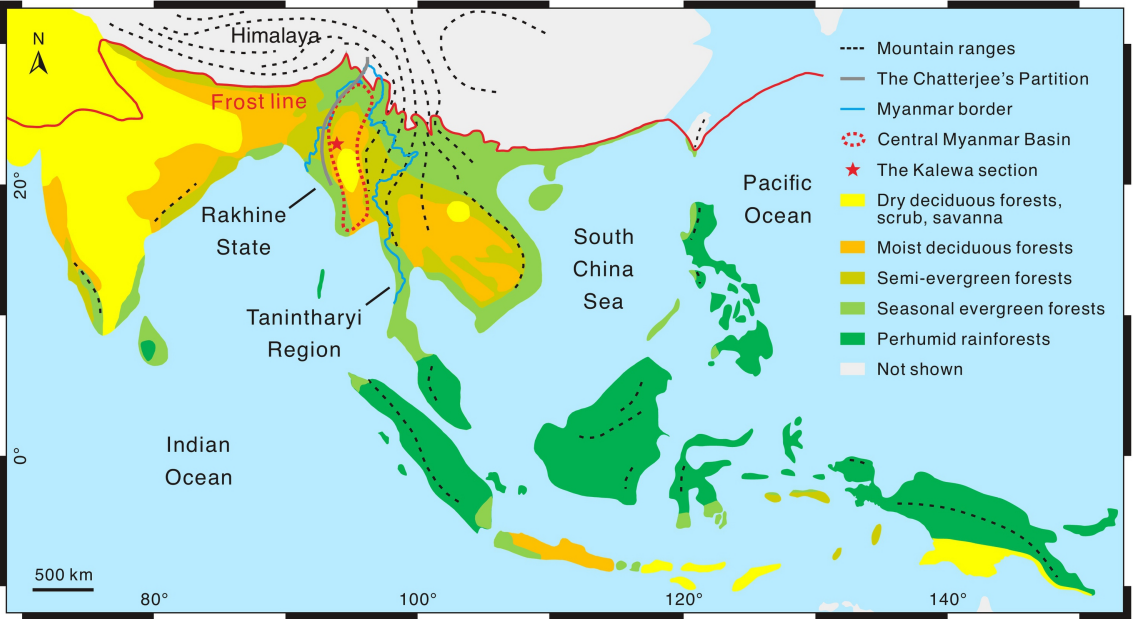 N
Himalaya
Frost line
Rakhine
State
Tanintharyi
Region
South
China
Sea
Pacific
Ocean
Indian
Ocean
Mountain ranges
The Chatterjee's Partition
Myanmar border
Central Myanmar Basin
The Kalewa section
Dry deciduous forests,
scrub, savanna
Moist deciduous forests
Semi-evergreen forests
Seasonal evergreen forests
Perhumid rainforests
Not shown
20°
0°
500 km
80°
100°
120°
140°